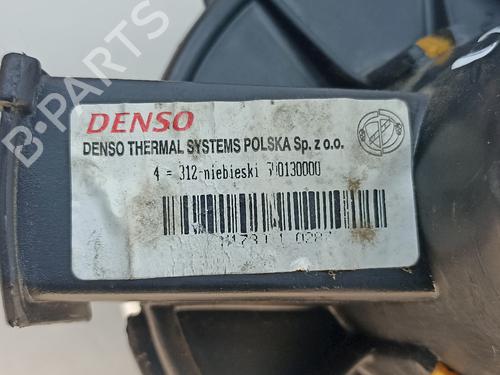 B-PARTS
DENSO
DENSO THERMAL SYSTEMS POLSKA Sp. z o.o.
4 = 312-niebieski